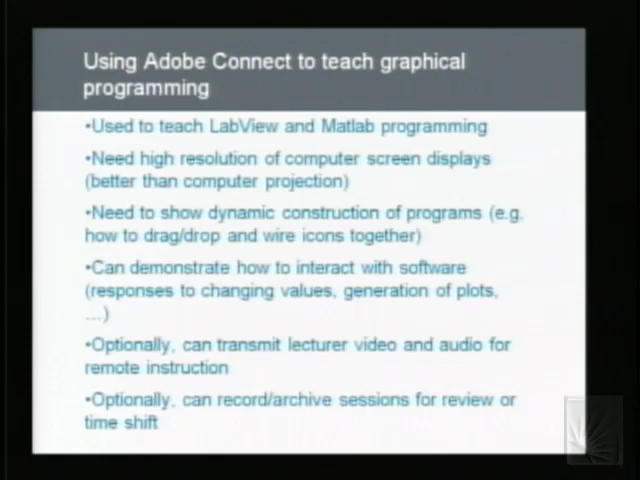 Using Adobe Connect to teach graphical
programming
•Used to teach LabView and Matlab programming
•Need high resolution of computer screen displays
(better than computer projection)
•Need to show dynamic construction of programs (e.g.
how to drag/drop and wire icons together)
•Can demonstrate how to interact with software
(responses to changing values, generation of plots,
…)
•Optionally, can transmit lecturer video and audio for
remote instruction
•Optionally, can record/archive sessions for review or
time shift